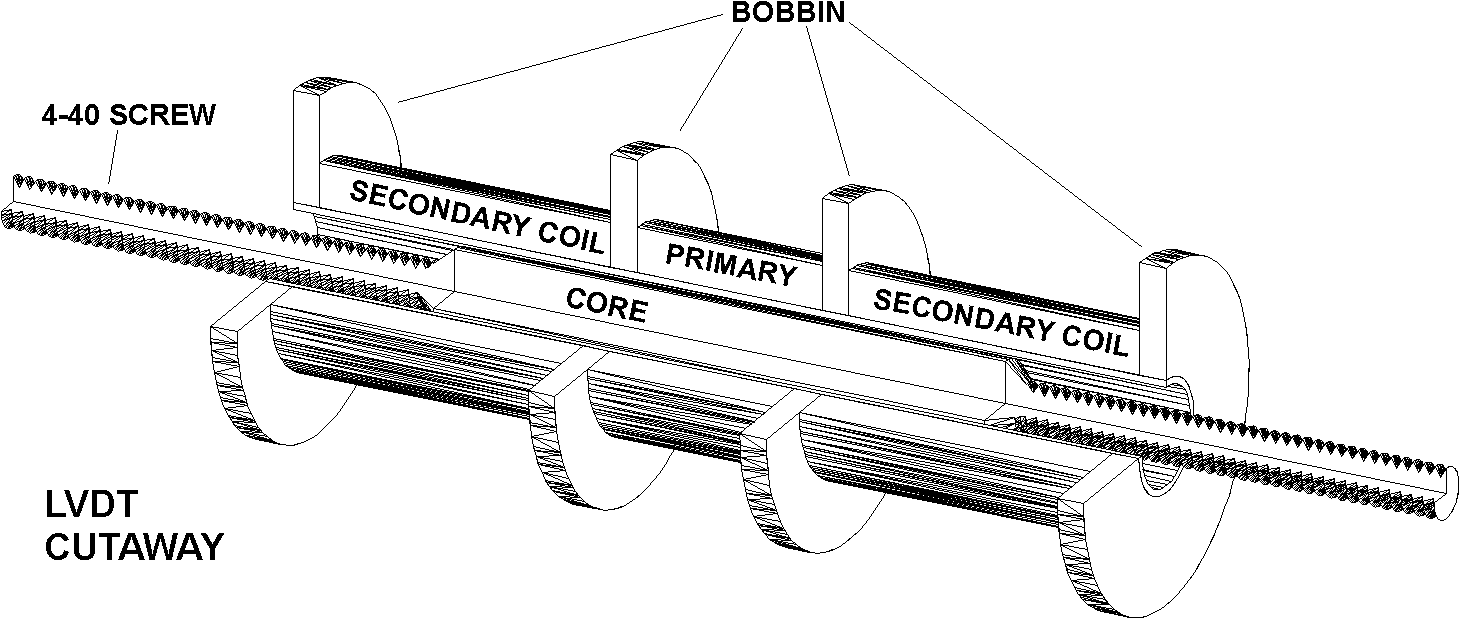 BOBBIN
4-40 SCREW
SECONDARY COIL
PRIMARY
SECONDARY COIL
CORE
LVDT
CUTAWAY